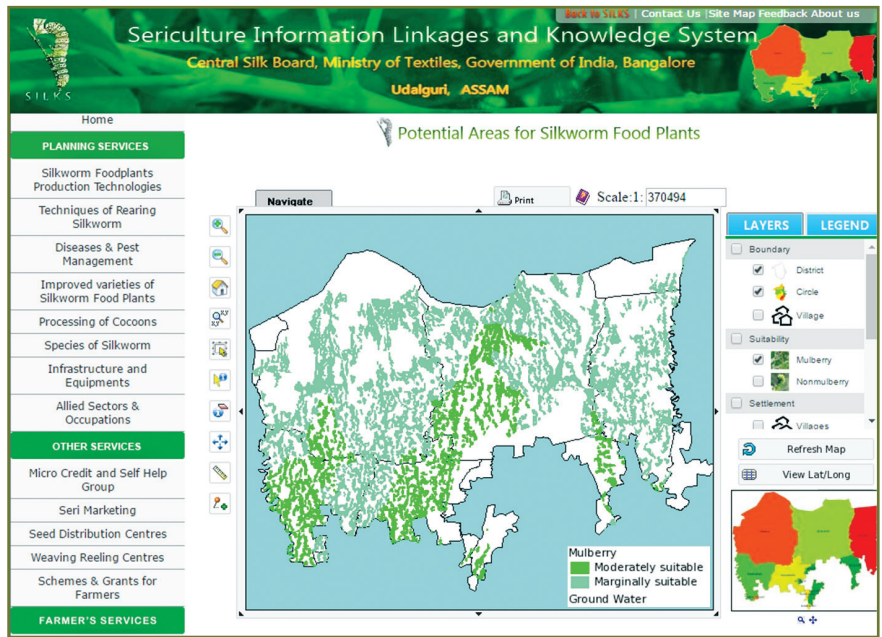 Back to SILKS | Contact Us |Site Map Feedback About us
Sericulture Information Linkages and Knowledge System
Central Silk Board, Ministry of Textiles, Government of India, Bangalore
Udalguri, ASSAM
SILKS
Home
PLANNING SERVICES
Silkworm Foodplants
Production Technologies
Techniques of Rearing
Silkworm
Diseases & Pest
Management
Improved varieties of
Silkworm Food Plants
Processing of Cocoons
Species of Silkworm
Infrastructure and
Equipments
Allied Sectors &
Occupations
OTHER SERVICES
Micro Credit and Self Help
Group
Seri Marketing
Seed Distribution Centres
Weaving Reeling Centres
Schemes & Grants for
Farmers
FARMER'S SERVICES
Potential Areas for Silkworm Food Plants
Navigate
Print
Scale:1: 370494
Mulberry
Moderately suitable
Marginally suitable
Ground Water
LAYERS
LEGEND
Boundary
District
Circle
Village
Suitability
Mulberry
Nonmulberry
Settlement
Villages
Refresh Map
View Lat/Long